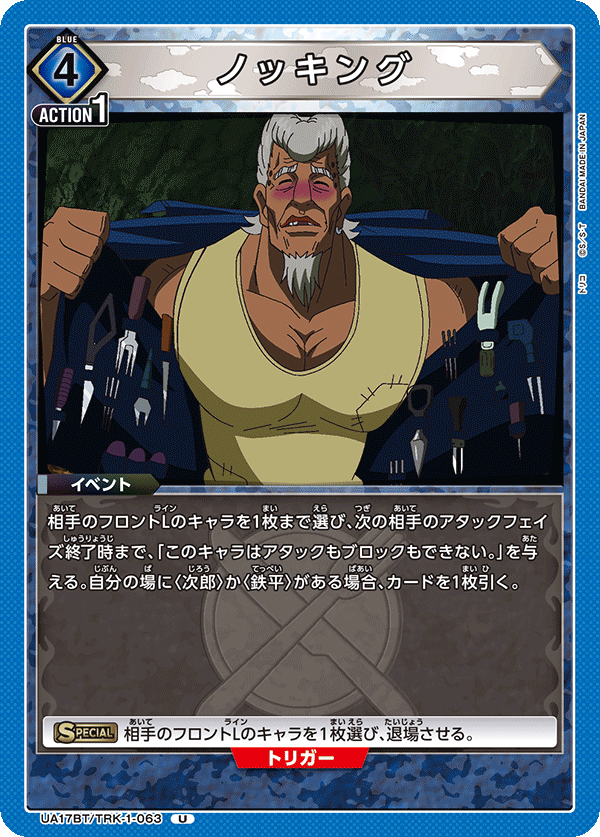 BLUE
4
ノッキング
ACTION1
BANDAI MADE IN JAPAN
トリコ ©S／S・T
イベント
相手のフロントLのキャラを1枚まで選び、次の相手のアタックフェイ
ズ終了時まで、「このキャラはアタックもブロックもできない。」を与
える。自分の場に〈次郎〉か〈鉄平〉がある場合、カードを1枚引く。
SPECIAL 相手のフロントLのキャラを1枚選び、退場させる。
トリガー
UA17BT/TRK-1-063 U